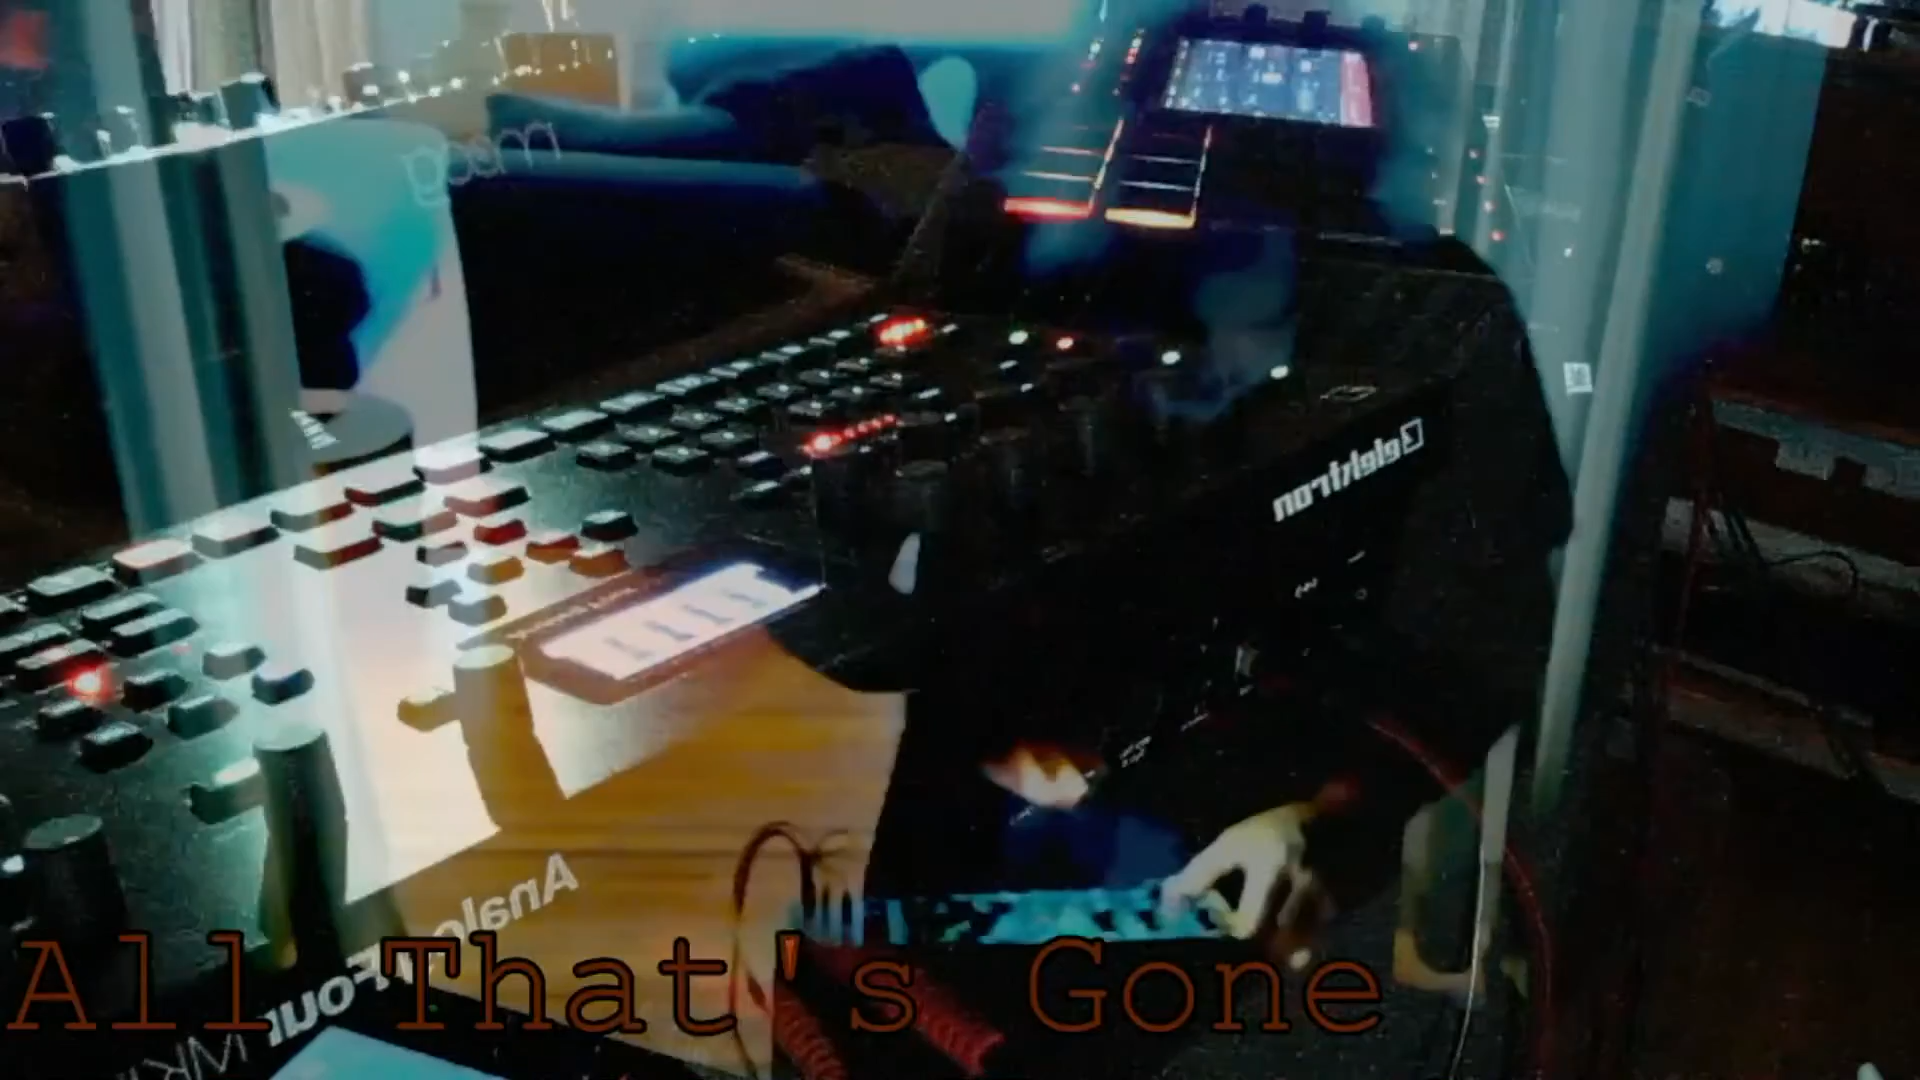 moog
elektron
Analog Four
MKII
All That's Gone